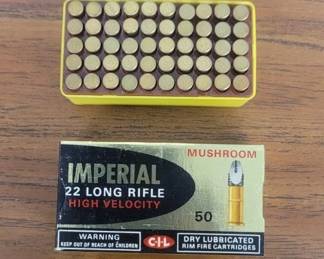 MUSHROOM
IMPERIAL
22 LONG RIFLE
HIGH VELOCITY
50
WARNING
KEEP OUT OF REACH OF CHILDREN
C-I-L
DRY LUBRICATED
RIM FIRE CARTRIDGES